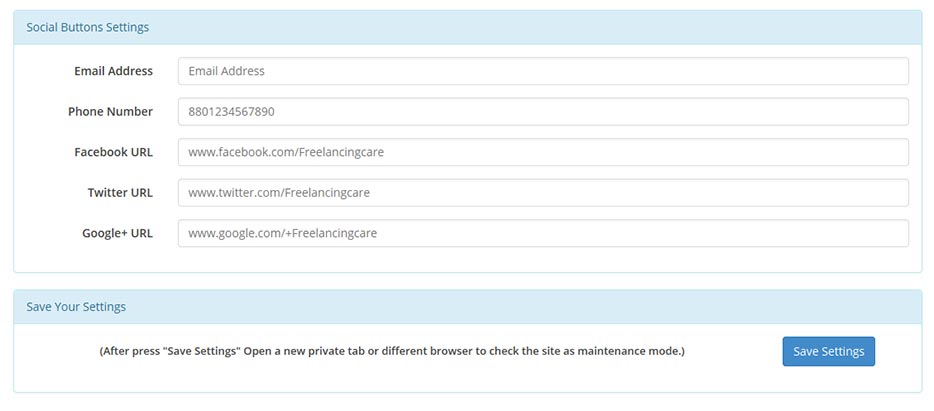 Social Buttons Settings
Email Address Email Address
Phone Number 8801234567890
Facebook URL www.facebook.com/Freelancingcare
Twitter URL www.twitter.com/Freelancingcare
Google+ URL www.google.com/+Freelancingcare
Save Your Settings
(After press "Save Settings" Open a new private tab or different browser to check the site as maintenance mode.) Save Settings